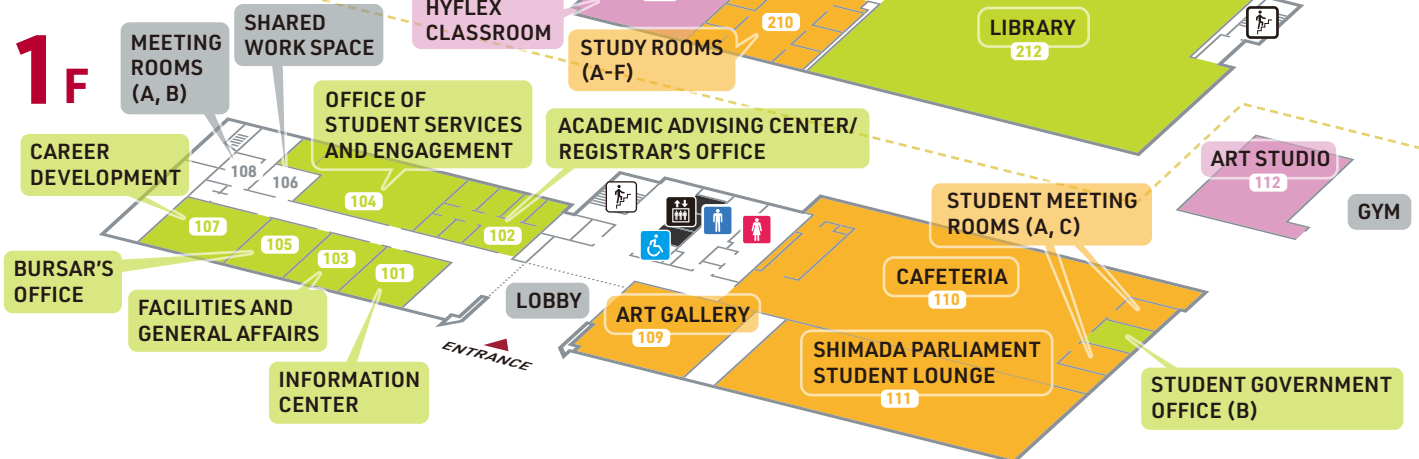 HYFLEX
CLASSROOM
210
STUDY ROOMS
(A-F)
LIBRARY
212
1F
MEETING
ROOMS
(A, B)
SHARED
WORK SPACE
OFFICE OF
STUDENT SERVICES
AND ENGAGEMENT
ACADEMIC ADVISING CENTER/
REGISTRAR'S OFFICE
CAREER
DEVELOPMENT
108
106
104
102
107
105
103
101
BURSAR'S
OFFICE
FACILITIES AND
GENERAL AFFAIRS
INFORMATION
CENTER
LOBBY
ENTRANCE
ART GALLERY
109
CAFETERIA
110
STUDENT MEETING
ROOMS (A, C)
SHIMADA PARLIAMENT
STUDENT LOUNGE
111
STUDENT GOVERNMENT
OFFICE (B)
ART STUDIO
112
GYM